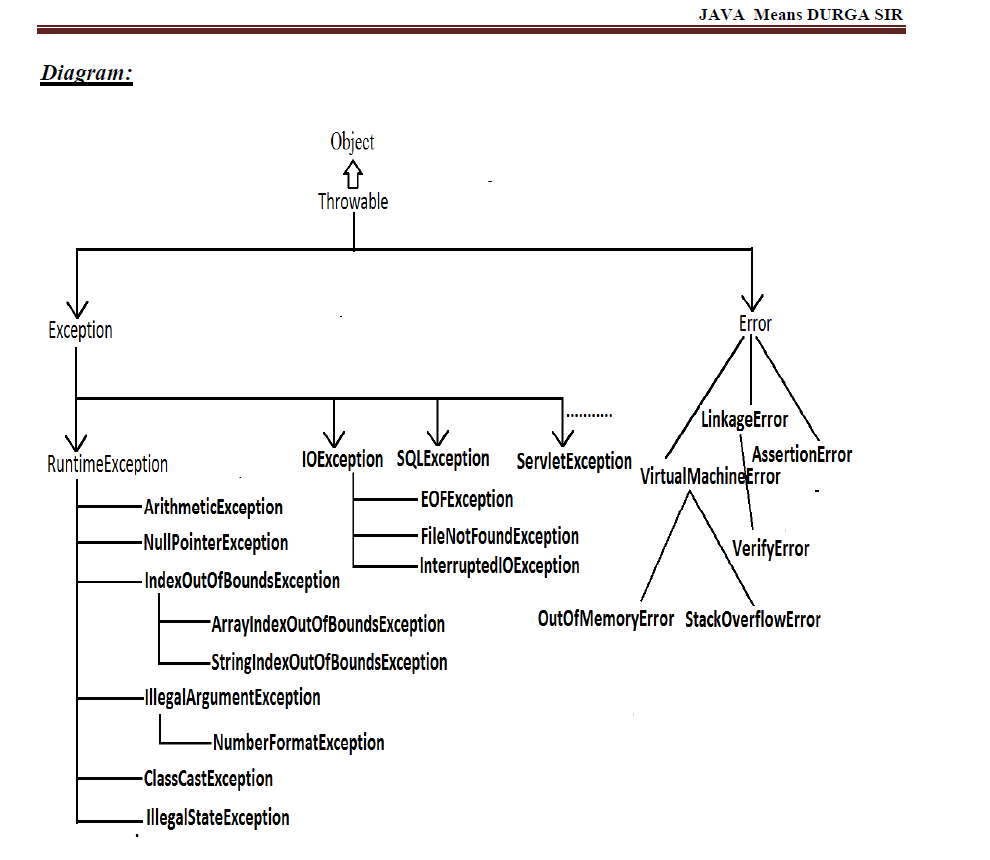 JAVA Means DURGA SIR
Diagram:
Object
Throwable
Exception
Error
RuntimeException
IOException
SQLException
ServletException
...........
LinkageError
AssertionError
VirtualMachineError
VerifyError
OutOfMemoryError
StackOverflowError
EOFException
FileNotFoundException
InterruptedIOException
ArithmeticException
NullPointerException
IndexOutOfBoundsException
ArrayIndexOutOfBoundsException
StringIndexOutOfBoundsException
IllegalArgumentException
NumberFormatException
ClassCastException
IllegalStateException